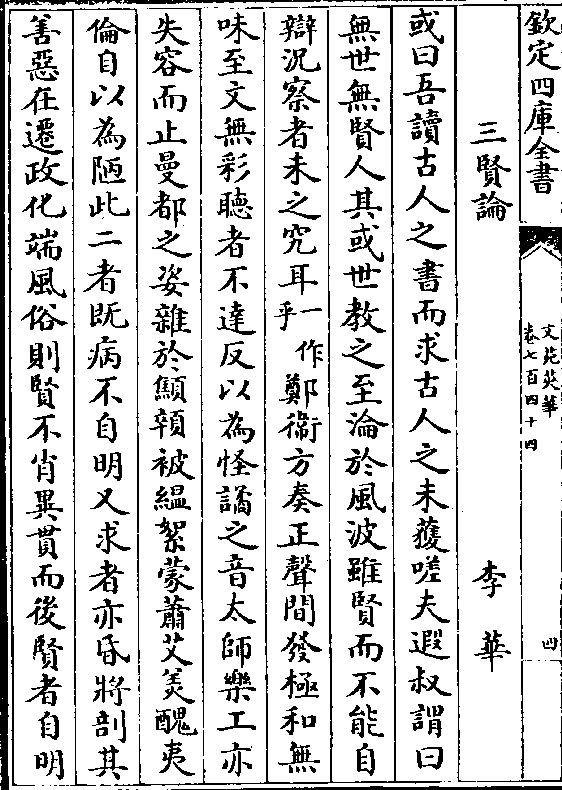 欽定四庫全書
文苑英華
卷七百四十四
四
三賢論 李華
或曰吾讀古人之書而求古人之未獲嗟夫遐叔謂曰
無世無賢人其或世教之至淪於風波雖賢而不能自
辯況察者未之究耳一作乎鄭衛方奏正聲間發極和無
味至文無彩聽者不達反以為怪譎之音太師樂工亦
失容而止曼都之姿雜於顦顇被緼絮蒙蕭艾羙醜夷
倫自以為陋此二者既病不自明又求者亦昏將剖其
善惡在遷政化端風俗則賢不肖異貫而後賢者自明